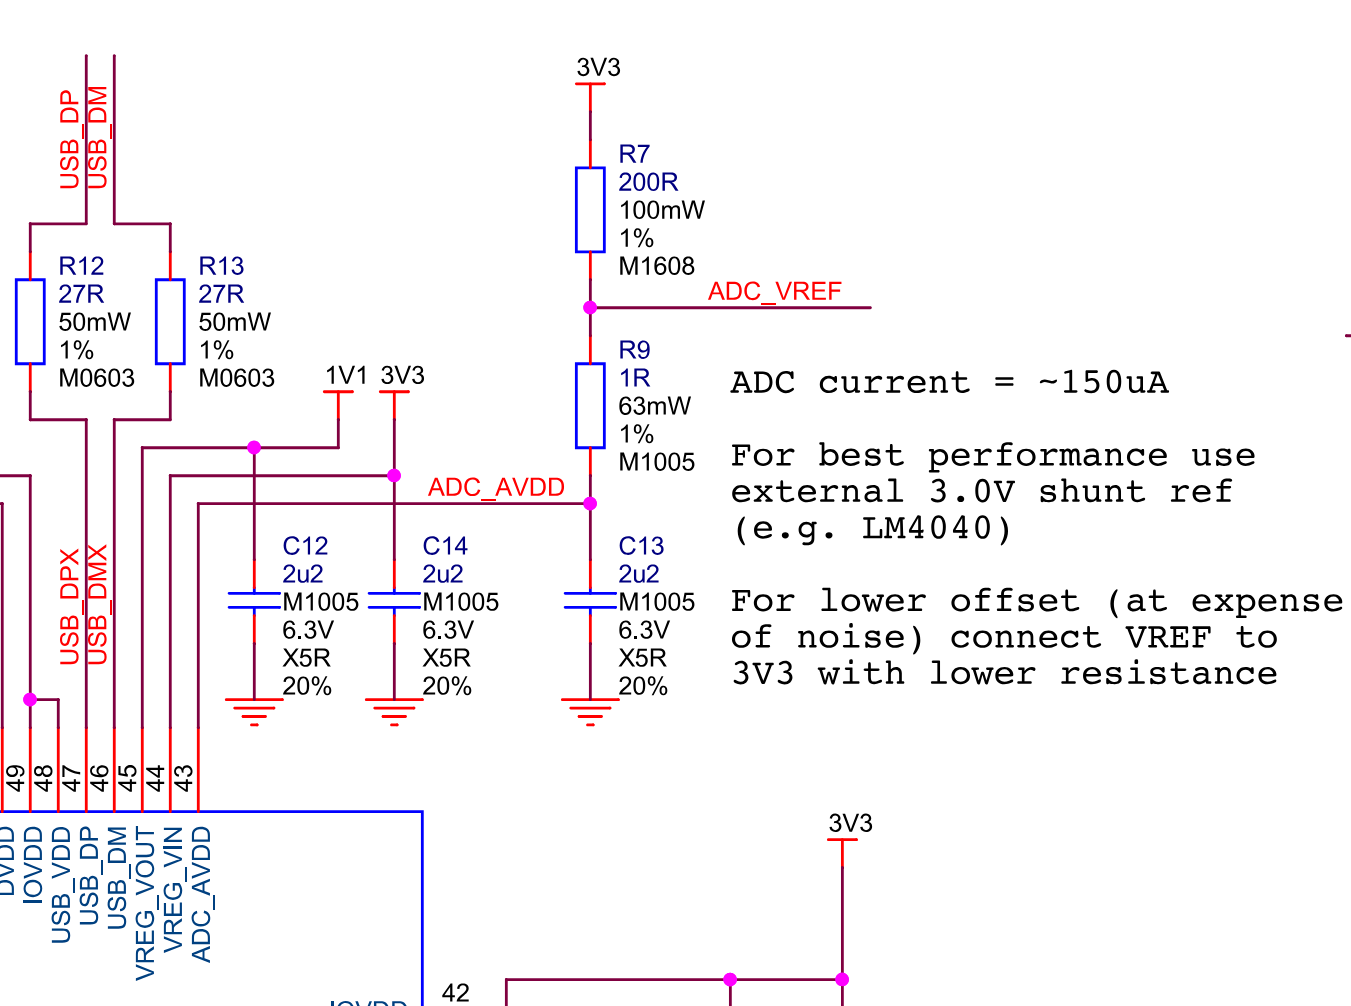 3V3
USB_DP
USB_DM
R7
200R
100mW
1%
M1608
ADC_VREF
R12
27R
50mW
1%
M0603
R13
27R
50mW
1%
M0603
1V1
3V3
R9
1R
63mW
1%
M1005
ADC current = ~150uA
For best performance use
external 3.0V shunt ref
(e.g. LM4040)
For lower offset (at expense
of noise) connect VREF to
3V3 with lower resistance
ADC_AVDD
USB_DPX
USB_DMX
C12
2u2
M1005
6.3V
X5R
20%
C14
2u2
M1005
6.3V
X5R
20%
C13
2u2
M1005
6.3V
X5R
20%
49
48
47
46
45
44
43
DVDD
IOVDD
USB_VDD
USB_DP
USB_DM
VREG_VOUT
VREG_VIN
ADC_AVDD
3V3
42
IOVDD